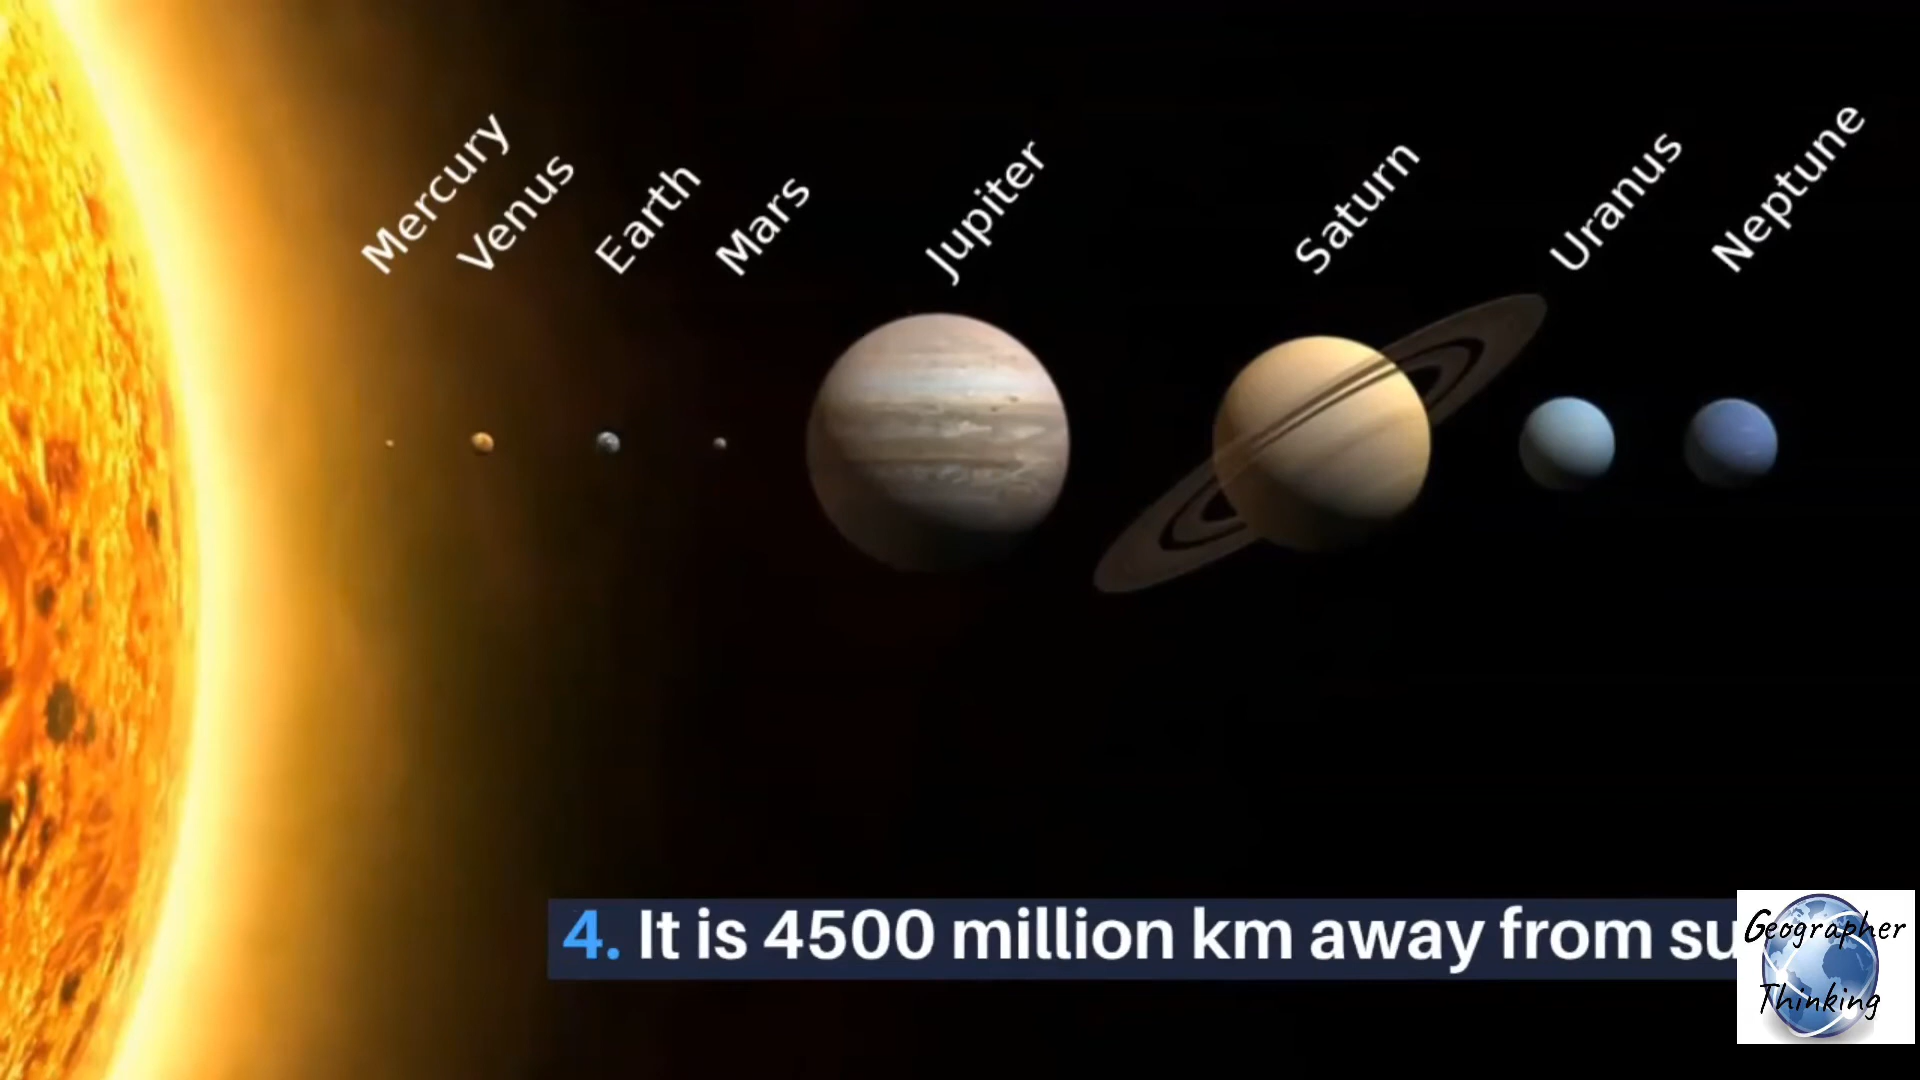 Mercury
Venus
Earth
Mars
Jupiter
Saturn
Uranus
Neptune
4. It is 4500 million km away from su
Geographer
Thinking